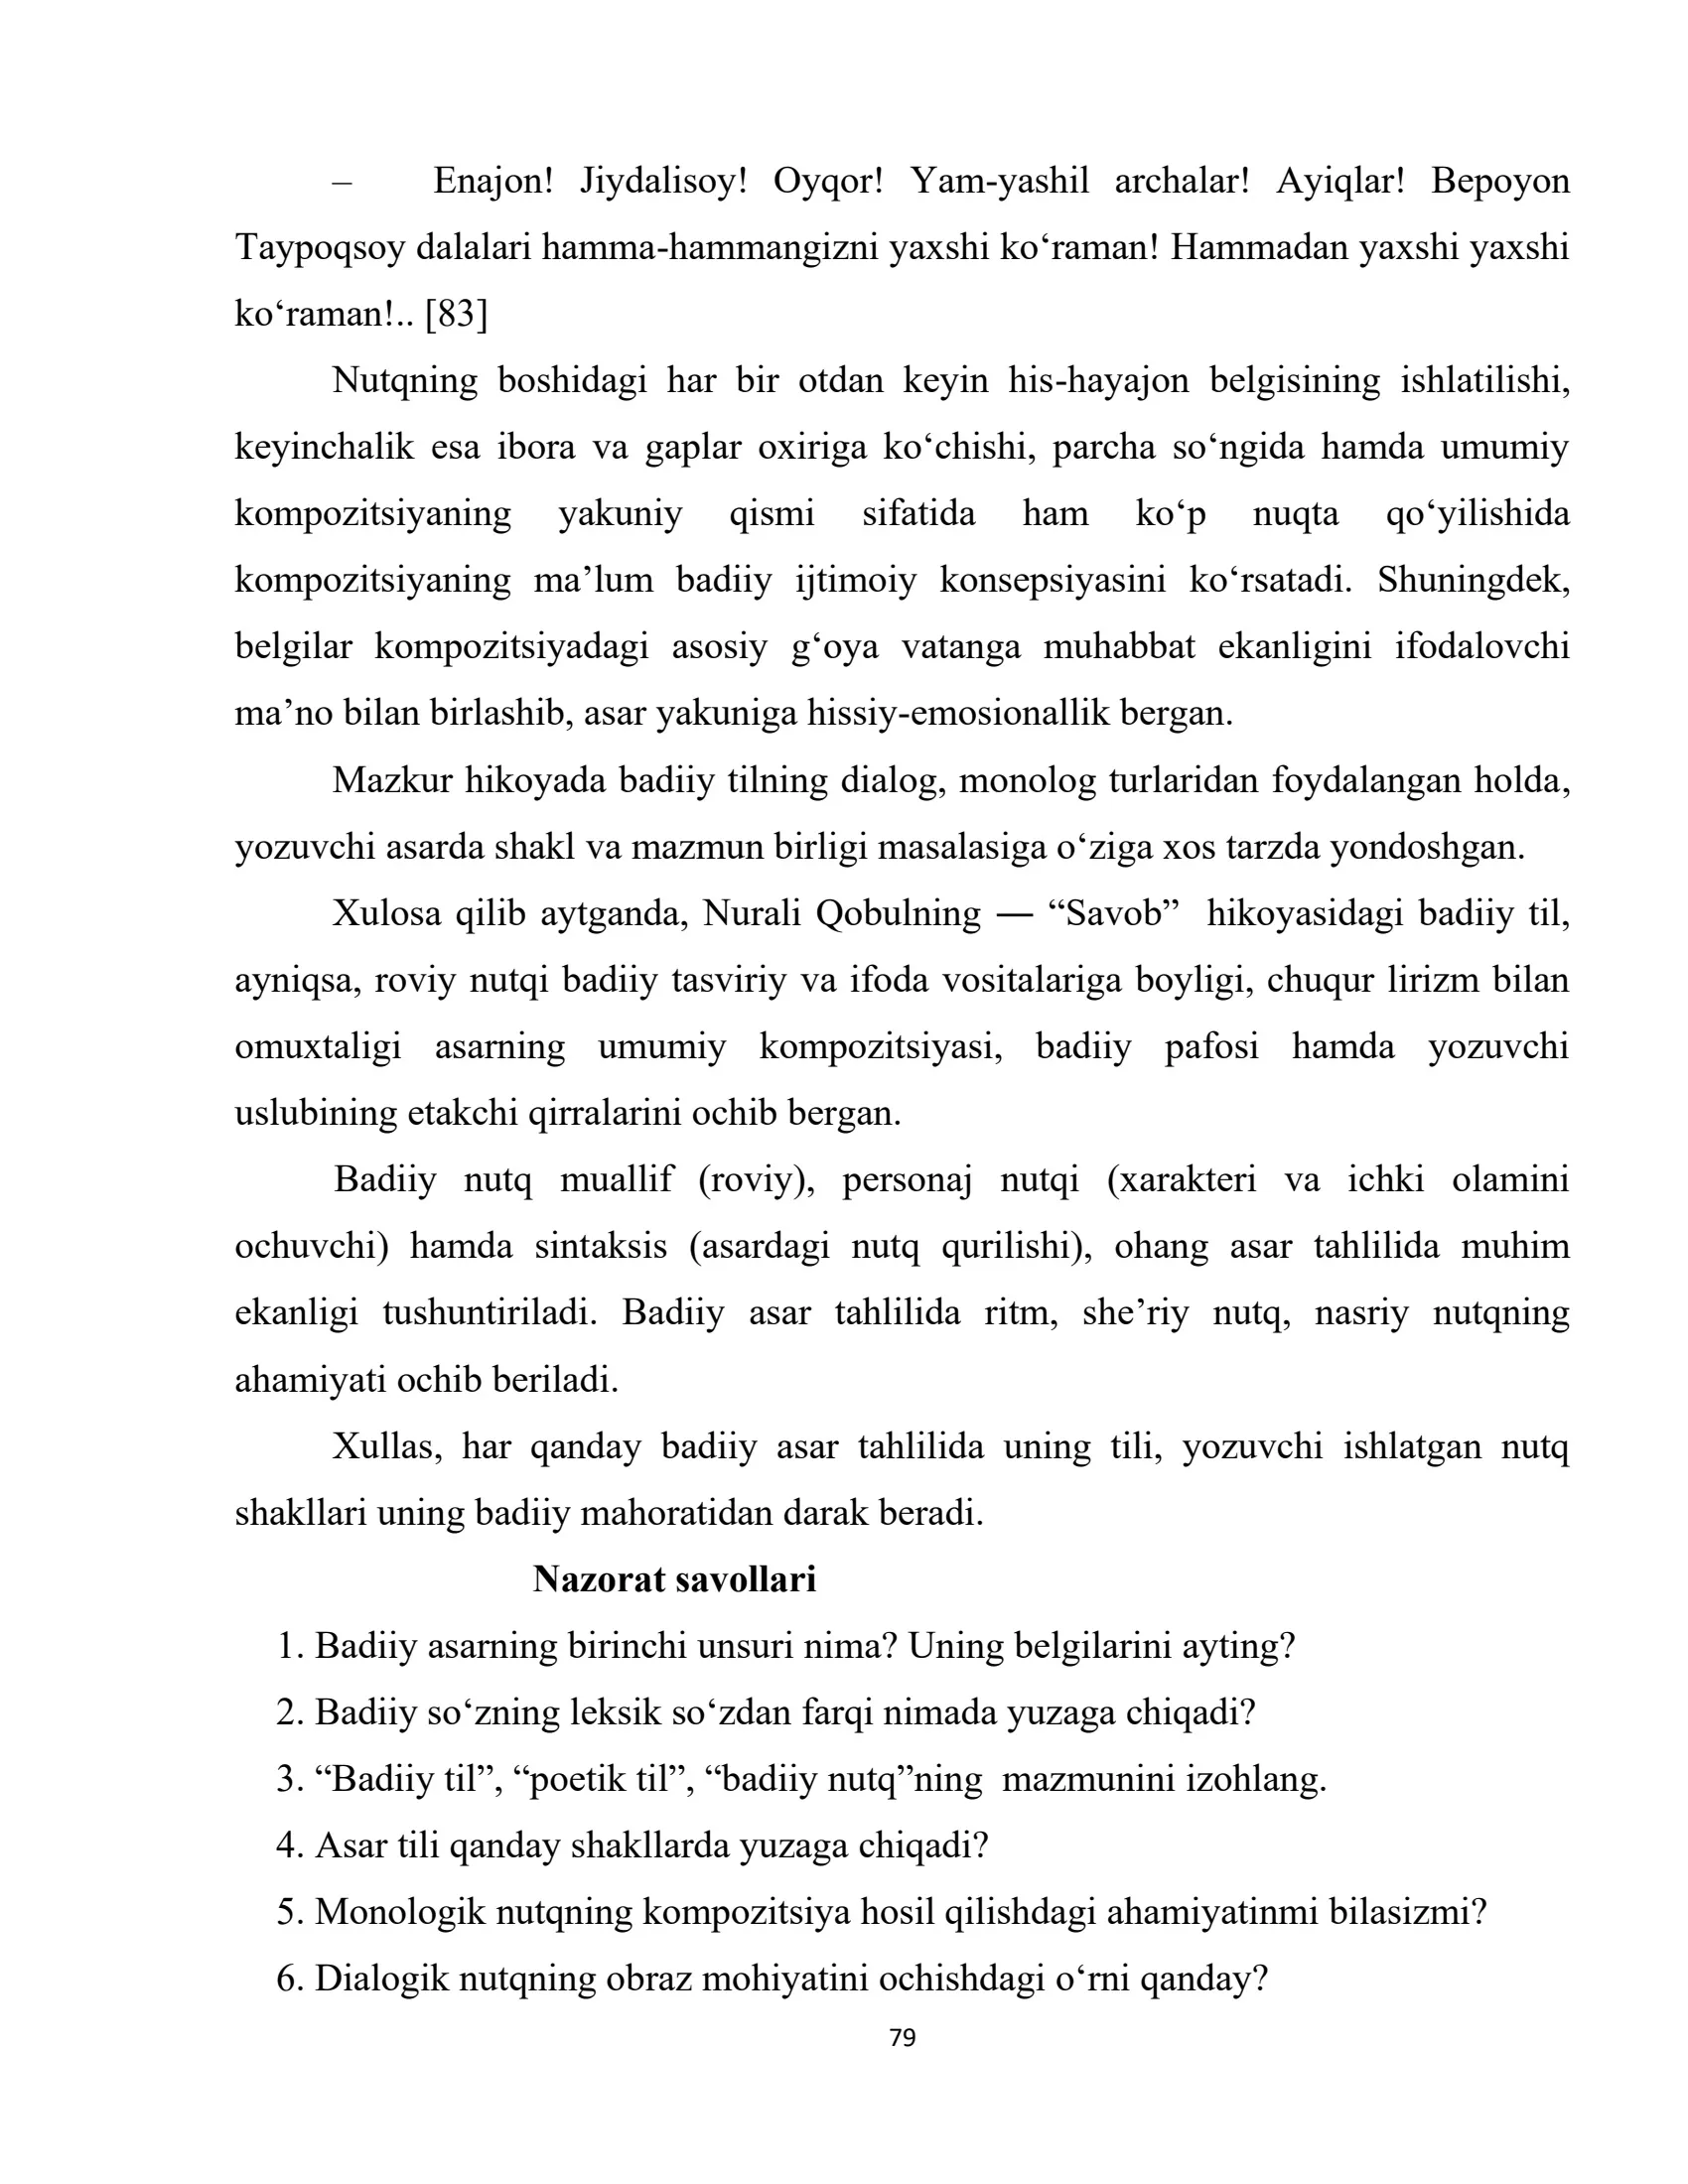 – Enajon! Jiydalisoy! Oyqor! Yam-yashil archalar! Ayiqlar! Bepoyon
Taypoqsoy dalalari hamma-hammangizni yaxshi ko‘raman! Hammadan yaxshi yaxshi
ko‘raman!.. [83]
Nutqning boshidagi har bir otdan keyin his-hayajon belgisining ishlatilishi,
keyinchalik esa ibora va gaplar oxiriga ko‘chishi, parcha so‘ngida hamda umumiy
kompozitsiyaning yakuniy qismi sifatida ham ko‘p nuqta qo‘yilishida
kompozitsiyaning ma’lum badiiy ijtimoiy konsepsiyasini ko‘rsatadi. Shuningdek,
belgilar kompozitsiyadagi asosiy g‘oya vatanga muhabbat ekanligini ifodalovchi
ma’no bilan birlashib, asar yakuniga hissiy-emosionallik bergan.
Mazkur hikoyada badiiy tilning dialog, monolog turlaridan foydalangan holda,
yozuvchi asarda shakl va mazmun birligi masalasiga o‘ziga xos tarzda yondoshgan.
Xulosa qilib aytganda, Nurali Qobulning — “Savob” hikoyasidagi badiiy til,
ayniqsa, roviy nutqi badiiy tasviriy va ifoda vositalariga boyligi, chuqur lirizm bilan
omuxtaligi asarning umumiy kompozitsiyasi, badiiy pafosi hamda yozuvchi
uslubining etakchi qirralarini ochib bergan.
Badiiy nutq muallif (roviy), personaj nutqi (xarakteri va ichki olamini
ochuvchi) hamda sintaksis (asardagi nutq qurilishi), ohang asar tahlilida muhim
ekanligi tushuntiriladi. Badiiy asar tahlilida ritm, she’riy nutq, nasriy nutqning
ahamiyati ochib beriladi.
Xullas, har qanday badiiy asar tahlilida uning tili, yozuvchi ishlatgan nutq
shakllari uning badiiy mahoratidan darak beradi.
Nazorat savollari
1. Badiiy asarning birinchi unsuri nima? Uning belgilarini ayting?
2. Badiiy so‘zning leksik so‘zdan farqi nimada yuzaga chiqadi?
3. “Badiiy til”, “poetik til”, “badiiy nutq”ning mazmunini izohlang.
4. Asar tili qanday shakllarda yuzaga chiqadi?
5. Monologik nutqning kompozitsiya hosil qilishdagi ahamiyatinmi bilasizmi?
6. Dialogik nutqning obraz mohiyatini ochishdagi o‘rni qanday?
79